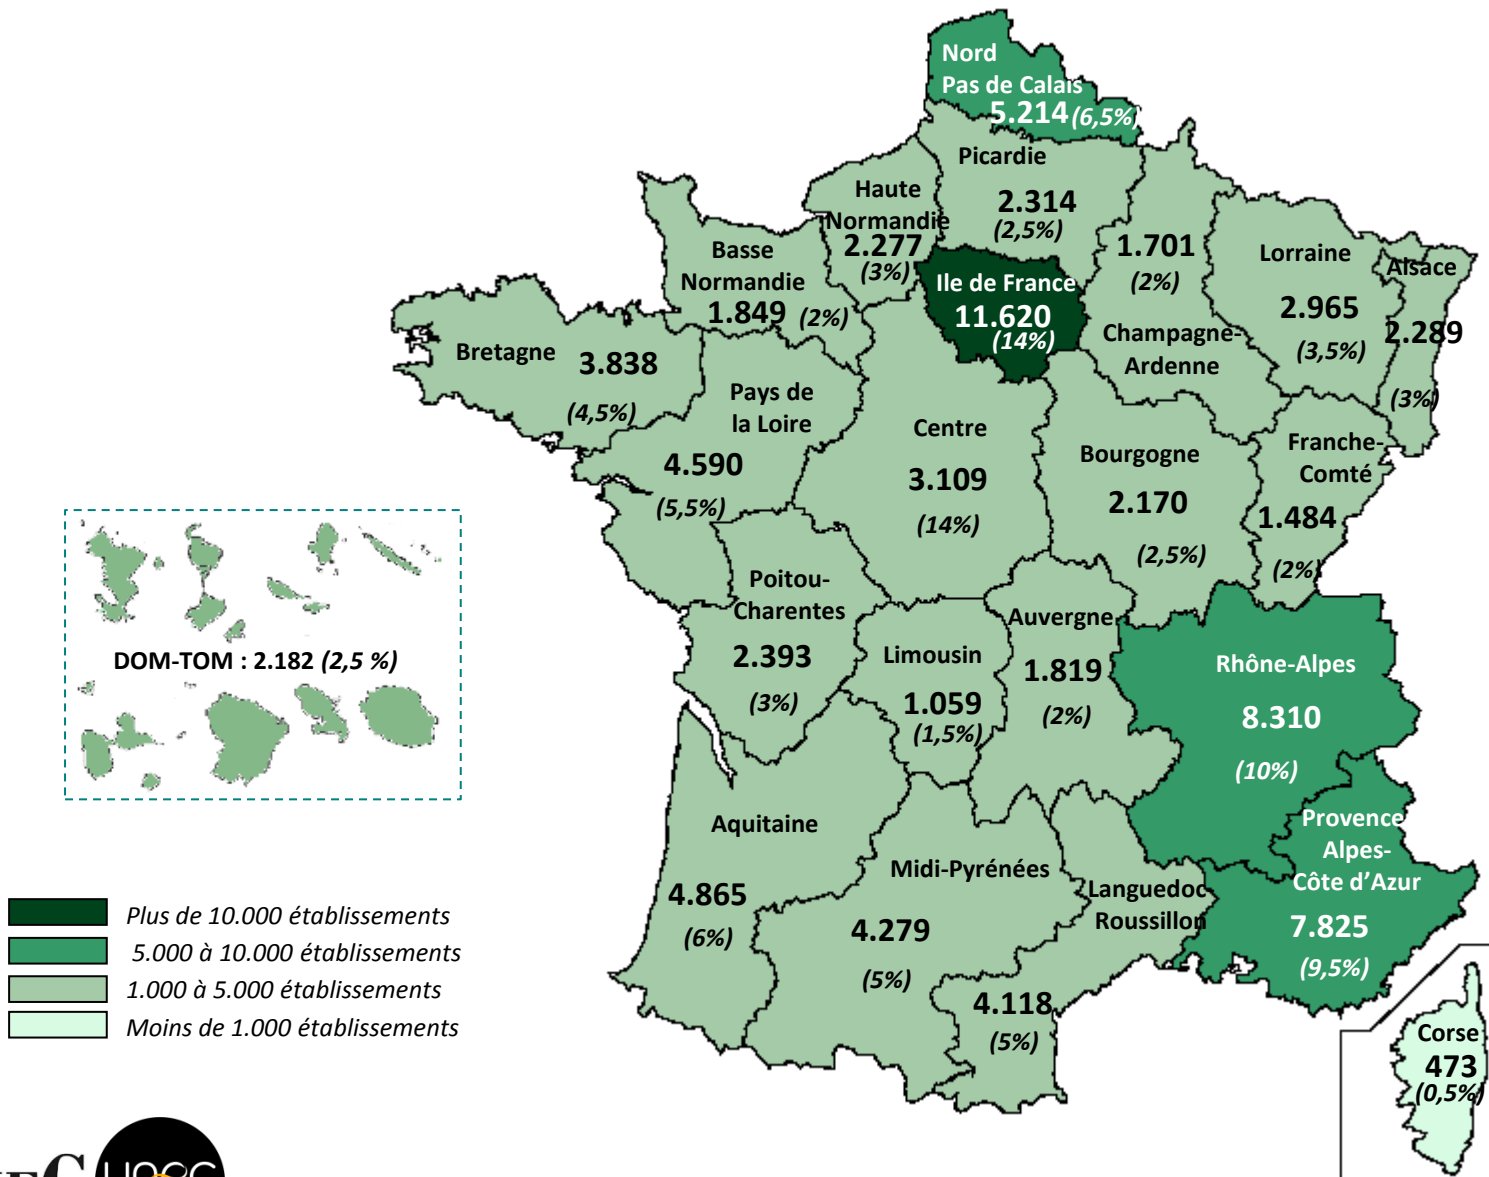 Nord
Pas de Calais
5.214 (6,5%)
Picardie
2.314
(2,5%)
Haute
Normandie
2.277
(3%)
Basse
Normandie
1.849 (2%)
Ile de France
11.620
(14%)
1.701
(2%)
Champagne-
Ardenne
Lorraine
2.965
(3,5%)
Alsace
2.289
(3%)
Bretagne 3.838
(4,5%)
Pays de
la Loire
4.590
(5,5%)
Centre
3.109
(14%)
Bourgogne
2.170
(2,5%)
Franche-
Comté
1.484
(2%)
Poitou-
Charentes
2.393
(3%)
Limousin
1.059
(1,5%)
Auvergne
1.819
(2%)
Rhône-Alpes
8.310
(10%)
DOM-TOM : 2.182 (2,5 %)
Aquitaine
4.865
(6%)
Midi-Pyrénées
4.279
(5%)
Languedoc
Roussillon
4.118
(5%)
Provence
Alpes-
Côte d’Azur
7.825
(9,5%)
Corse
473
(0,5%)
Plus de 10.000 établissements
5.000 à 10.000 établissements
1.000 à 5.000 établissements
Moins de 1.000 établissements